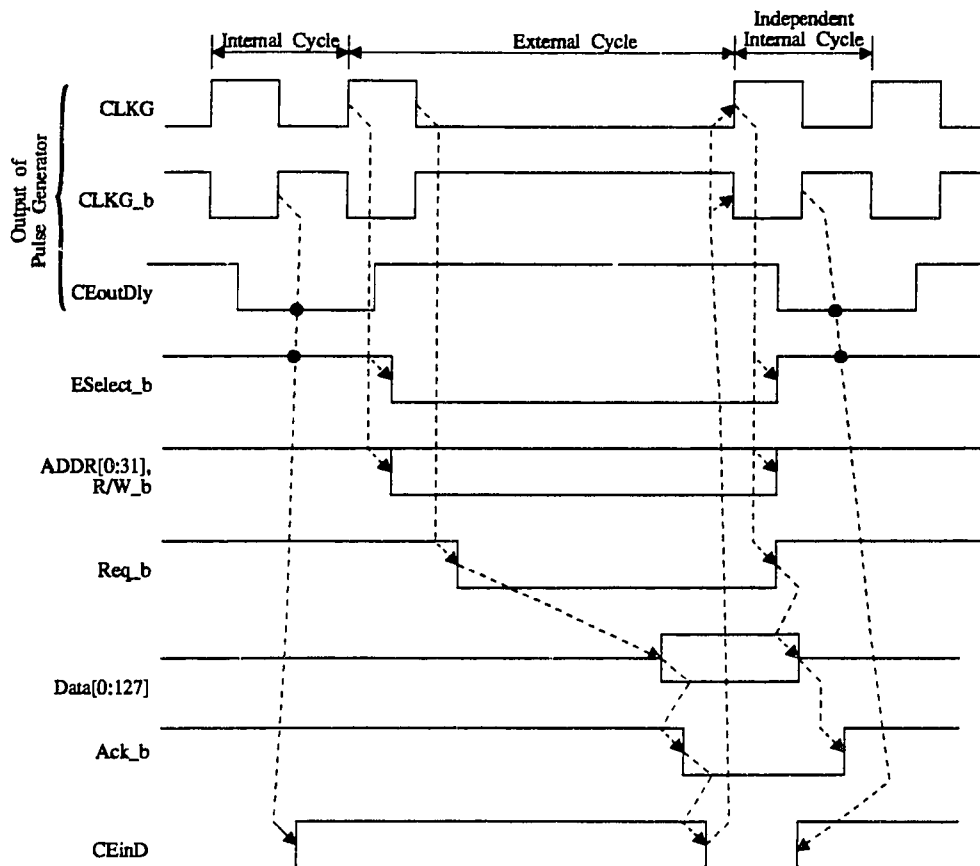 Independent
Internal Cycle
External Cycle
Internal Cycle
Output of
Pulse Generator
CLKG
CLKG_b
CEoutDly
ESelect_b
ADDR[0:31],
R/W_b
Req_b
Data[0:127]
Ack_b
CEinD